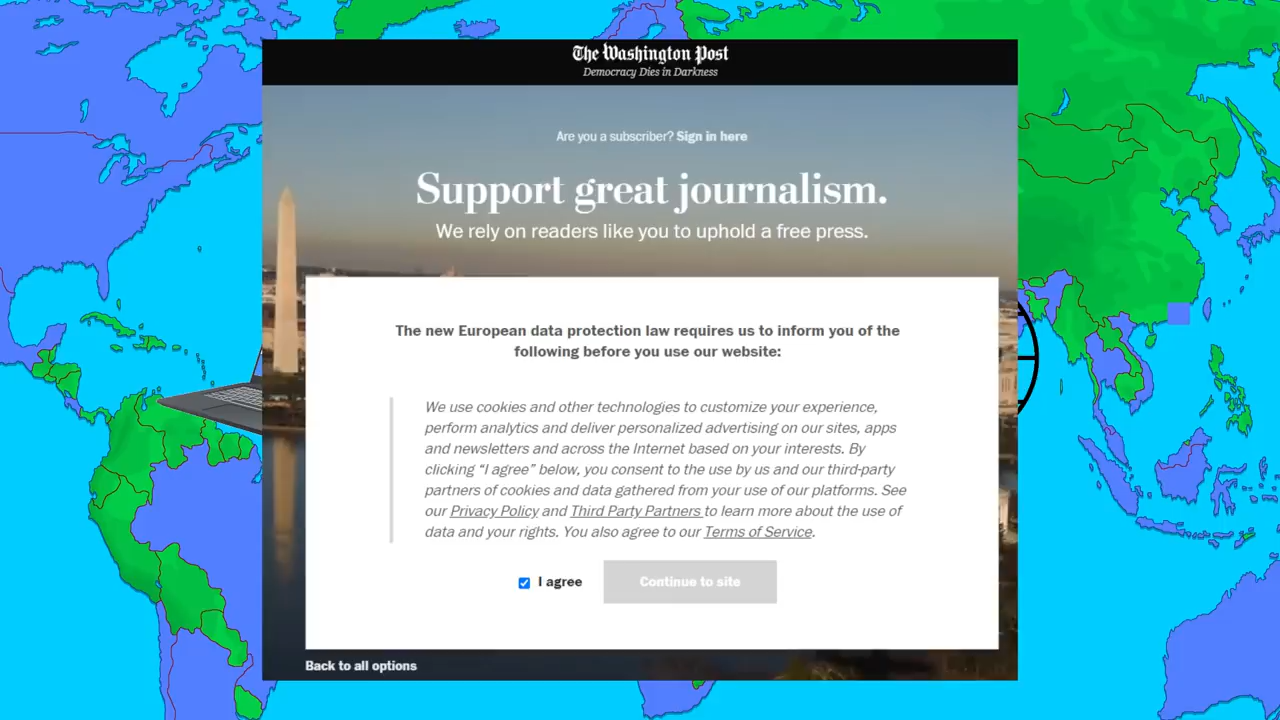 The Washington Post
Democracy Dies in Darkness
Are you a subscriber? Sign in here
Support great journalism.
We rely on readers like you to uphold a free press.
The new European data protection law requires us to inform you of the
following before you use our website:
We use cookies and other technologies to customize your experience,
perform analytics and deliver personalized advertising on our sites, apps
and newsletters and across the Internet based on your interests. By
clicking “I agree” below, you consent to the use by us and our third-party
partners of cookies and data gathered from your use of our platforms. See
our Privacy Policy and Third Party Partners to learn more about the use of
data and your rights. You also agree to our Terms of Service.
I agree
Continue to site
Back to all options